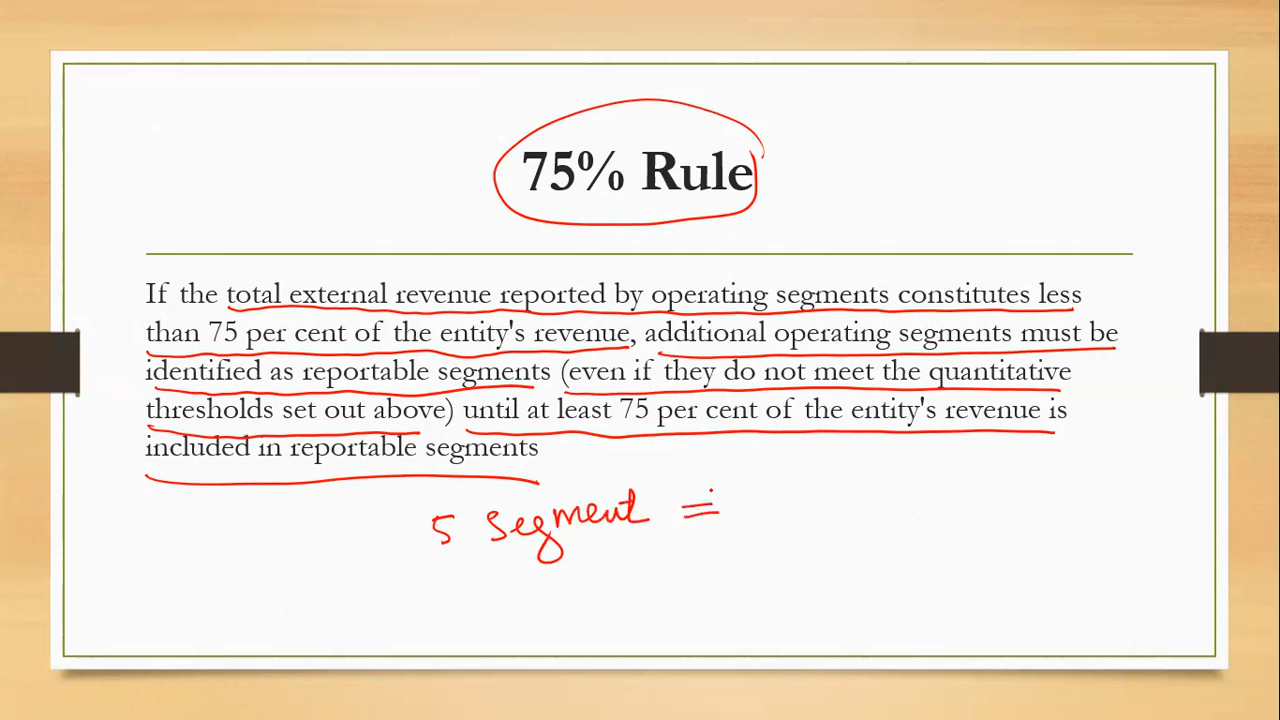 75% Rule
If the total external revenue reported by operating segments constitutes less
than 75 per cent of the entity's revenue, additional operating segments must be
identified as reportable segments (even if they do not meet the quantitative
thresholds set out above) until at least 75 per cent of the entity's revenue is
included in reportable segments
5 Segment =